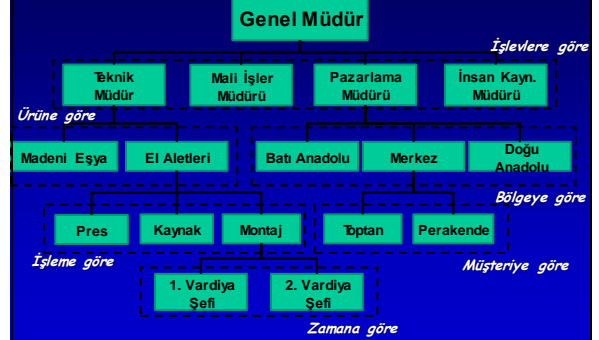 Genel Müdür
İşlevlere göre
Teknik
Müdür
Mali İşler
Müdürü
Pazarlama
Müdürü
İnsan Kayn.
Müdürü
Ürüne göre
Madeni Eşya
El Aletleri
Batı Anadolu
Merkez
Doğu
Anadolu
Bölgeye göre
Pres
Kaynak
Montaj
Toptan
Perakende
İşleme göre
Müşteriye göre
1. Vardiya
Şefi
2. Vardiya
Şefi
Zamana göre